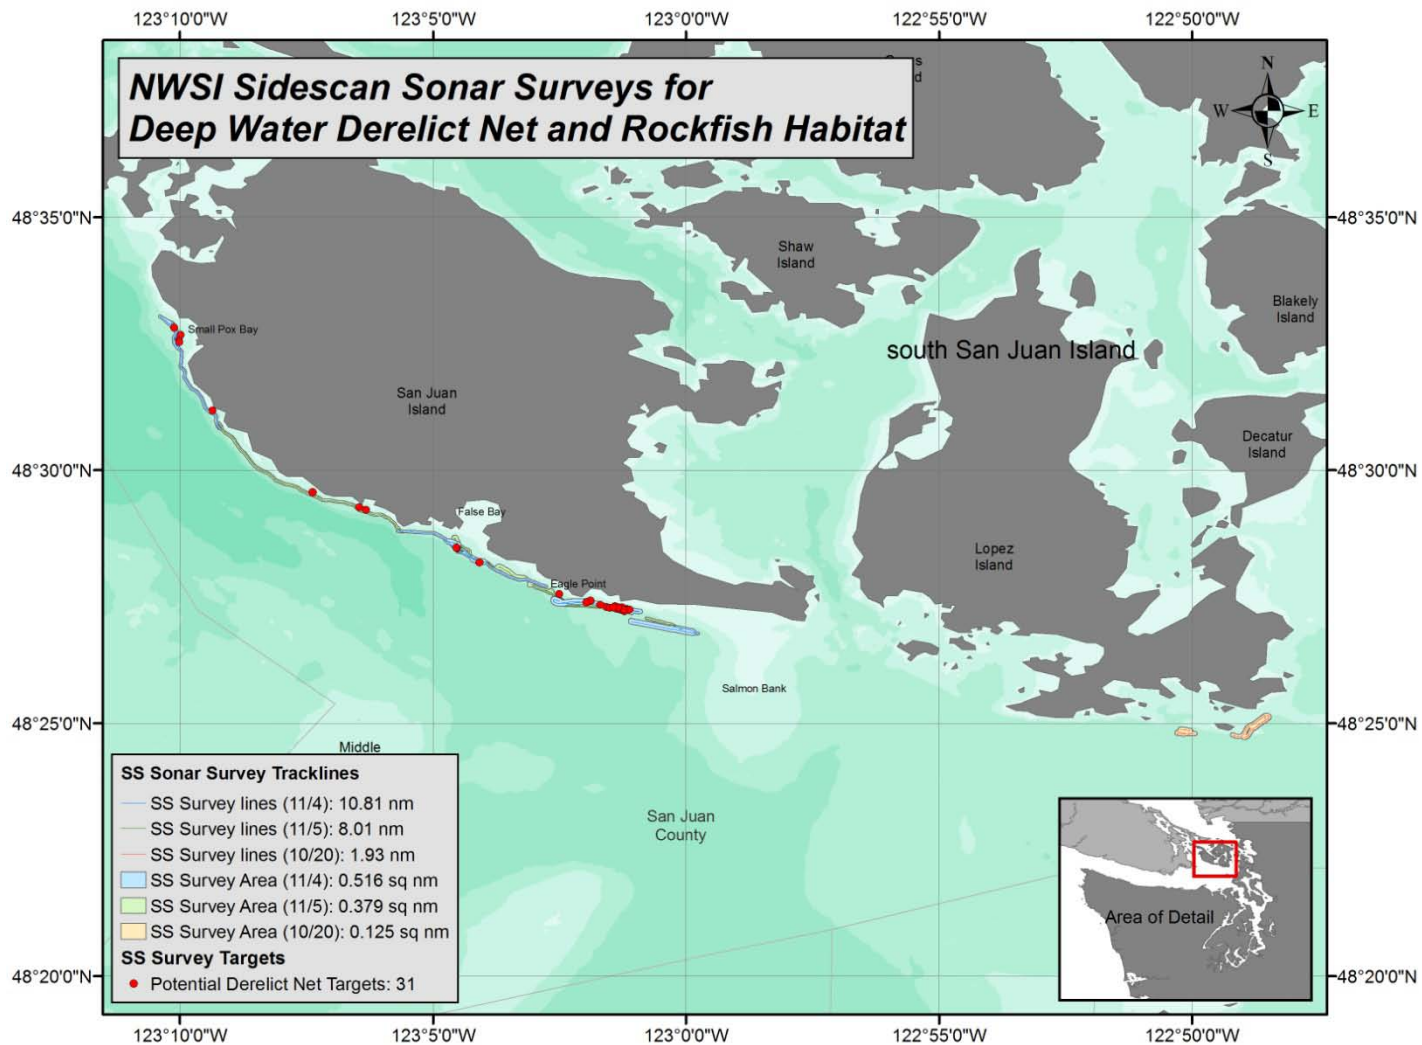 123°10'0"W
123°5'0"W
123°0'0"W
122°55'0"W
122°50'0"W
NWSI Sidescan Sonar Surveys for
Deep Water Derelict Net and Rockfish Habitat
N
W
E
S
48°35'0"N
48°35'0"N
Shaw
Island
Blakely
Island
Small Pox Bay
south San Juan Island
San Juan
Island
Decatur
Island
48°30'0"N
48°30'0"N
False Bay
Lopez
Island
Eagle Point
Salmon Bank
48°25'0"N
48°25'0"N
Middle
SS Sonar Survey Tracklines
SS Survey lines (11/4): 10.81 nm
SS Survey lines (11/5): 8.01 nm
SS Survey lines (10/20): 1.93 nm
SS Survey Area (11/4): 0.516 sq nm
SS Survey Area (11/5): 0.379 sq nm
SS Survey Area (10/20): 0.125 sq nm
SS Survey Targets
Potential Derelict Net Targets: 31
San Juan
County
Area of Detail
48°20'0"N
48°20'0"N
123°10'0"W
123°5'0"W
123°0'0"W
122°55'0"W
122°50'0"W